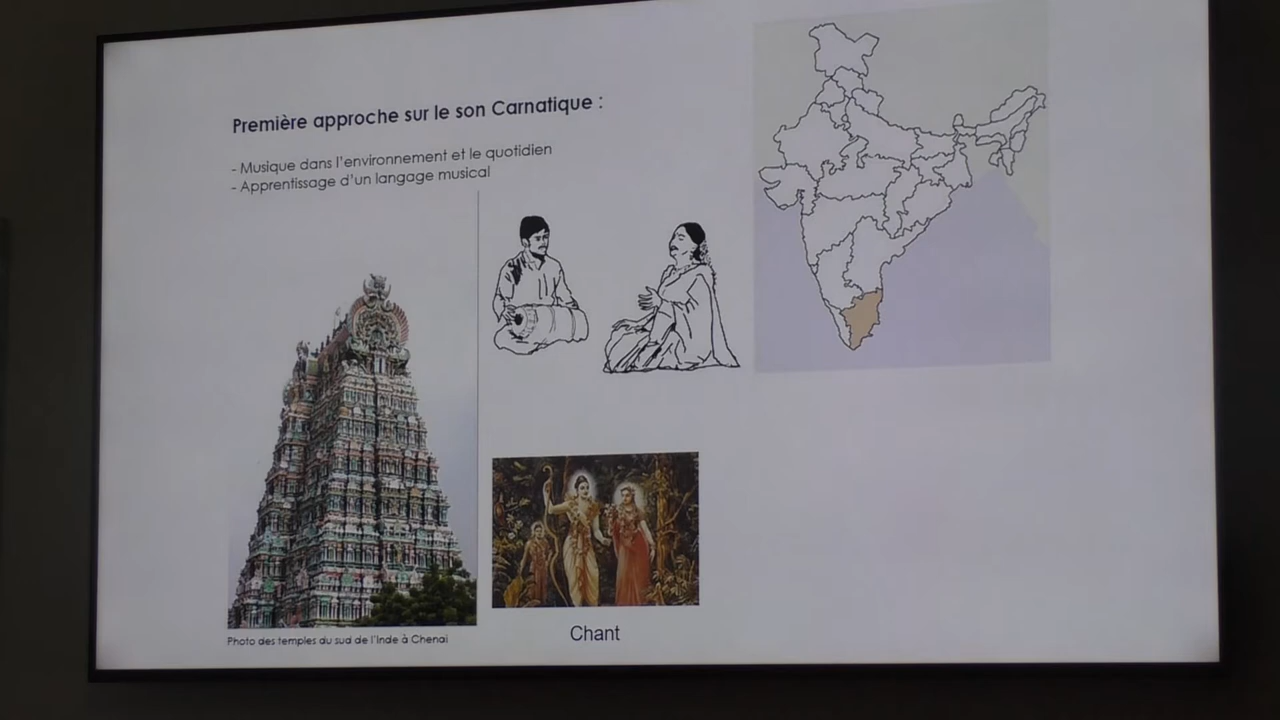 Première approche sur le son Carnatique :
- Musique dans l'environnement et le quotidien
- Apprentissage d'un langage musical
Photo des temples du sud de l'Inde à Chenai
Chant